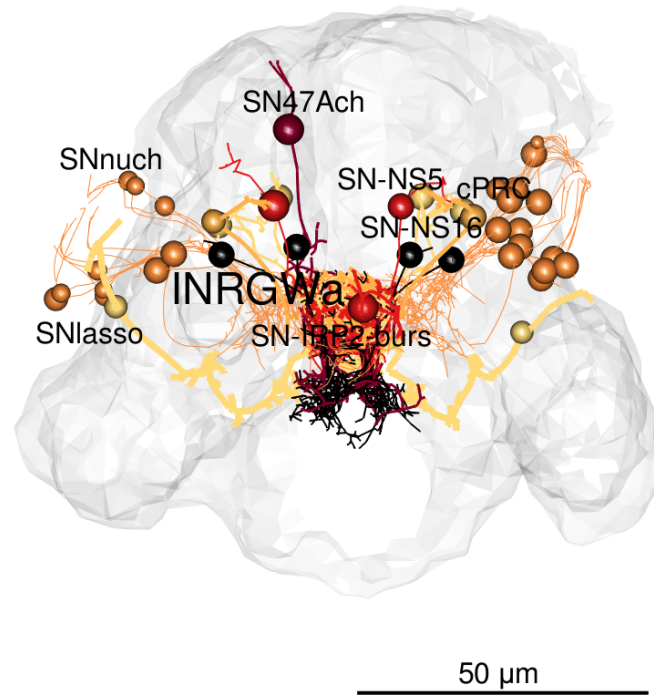 SN47Ach
SNnuch
SN-NS5
cPRC
SN-NS16
INRGWa
SN-IRP2-burs
SNlasso
50 µm